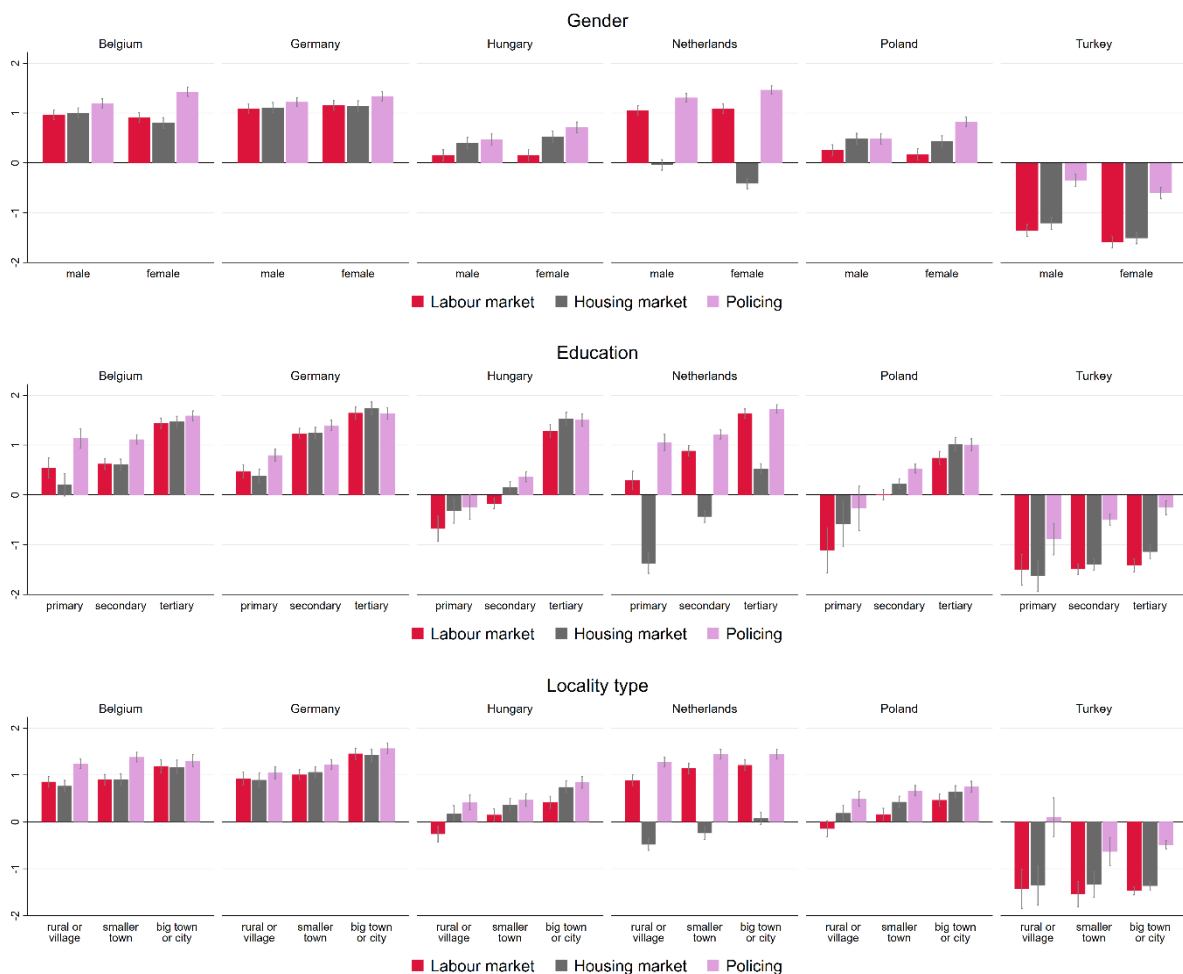 Gender
Belgium Germany Hungary Netherlands Poland Turkey
2
1
0
-1
-2
male female male female male female male female male female male female
Labour market Housing market Policing
Education
Belgium Germany Hungary Netherlands Poland Turkey
2
1
0
-1
-2
primary secondary tertiary primary secondary tertiary primary secondary tertiary primary secondary tertiary primary secondary tertiary primary secondary tertiary
Labour market Housing market Policing
Locality type
Belgium Germany Hungary Netherlands Poland Turkey
2
1
0
-1
-2
rural or smaller big town rural or smaller big town rural or smaller big town rural or smaller big town rural or smaller big town rural or smaller big town
village town or city village town or city village town or city village town or city village town or city village town or city
Labour market Housing market Policing